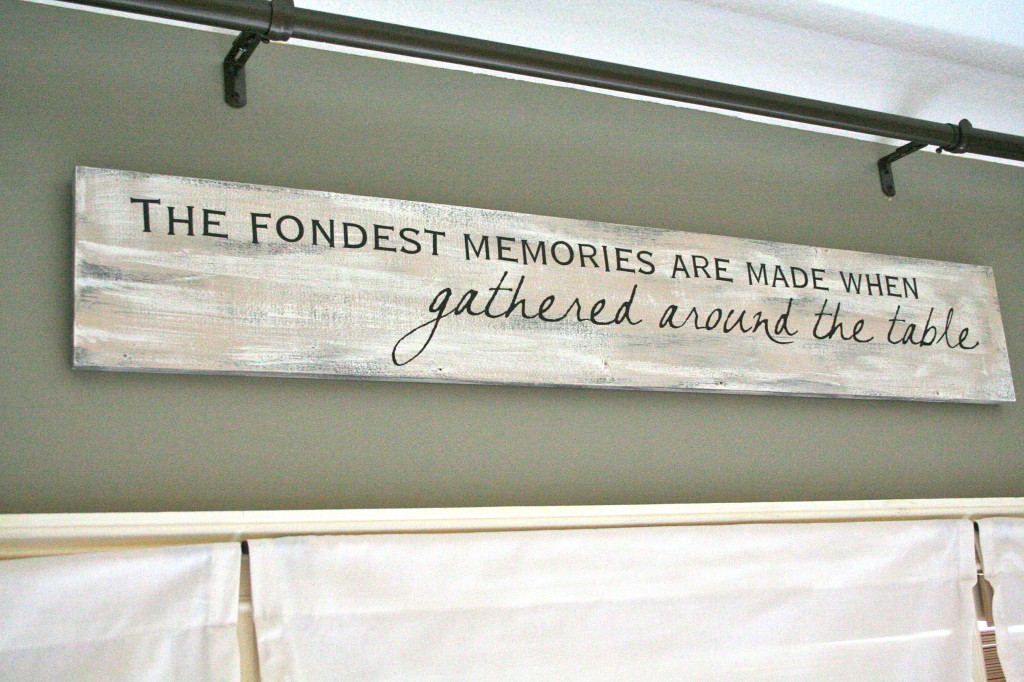 The fondest memories are made when
gathered around the table